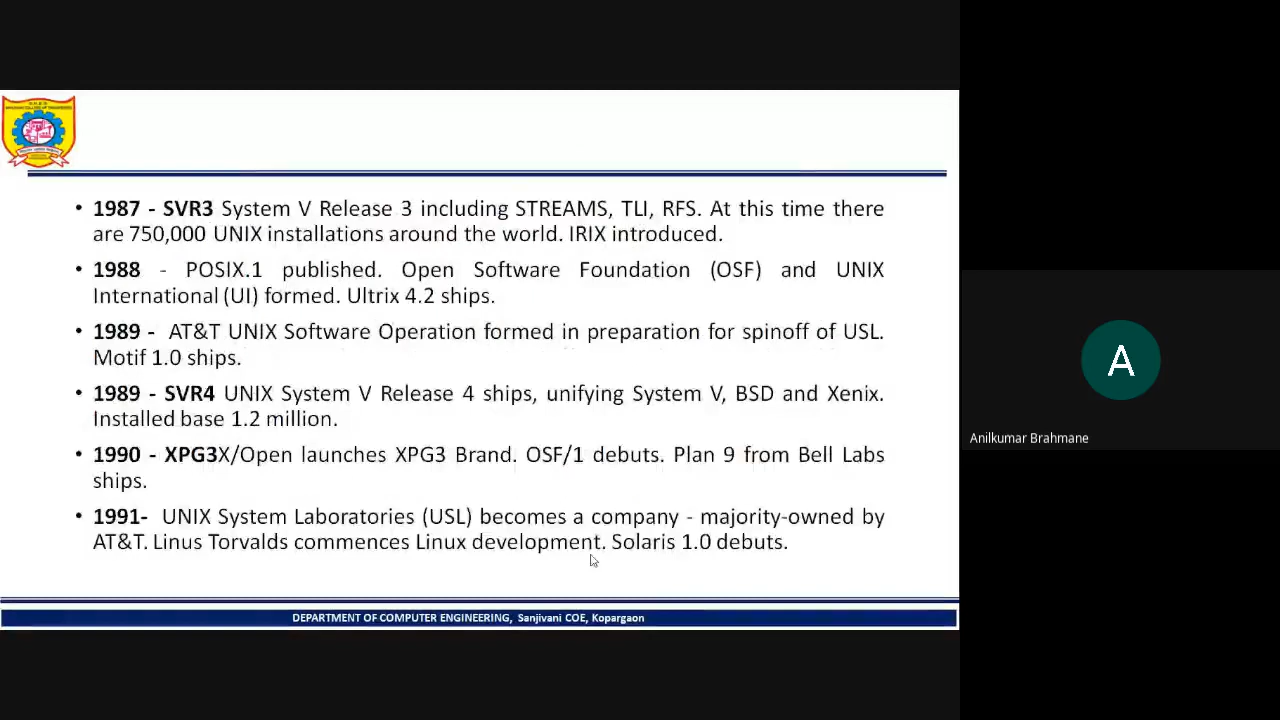 • 1987 - SVR3 System V Release 3 including STREAMS, TLI, RFS. At this time there
are 750,000 UNIX installations around the world. IRIX introduced.
• 1988 - POSIX.1 published. Open Software Foundation (OSF) and UNIX
International (UI) formed. Ultrix 4.2 ships.
• 1989 - AT&T UNIX Software Operation formed in preparation for spinoff of USL.
Motif 1.0 ships.
• 1989 - SVR4 UNIX System V Release 4 ships, unifying System V, BSD and Xenix.
Installed base 1.2 million.
• 1990 - XPG3X/Open launches XPG3 Brand. OSF/1 debuts. Plan 9 from Bell Labs
ships.
• 1991- UNIX System Laboratories (USL) becomes a company - majority-owned by
AT&T. Linus Torvalds commences Linux development. Solaris 1.0 debuts.
DEPARTMENT OF COMPUTER ENGINEERING, Sanjivani COE, Kopargaon
A
Anilkumar Brahmane